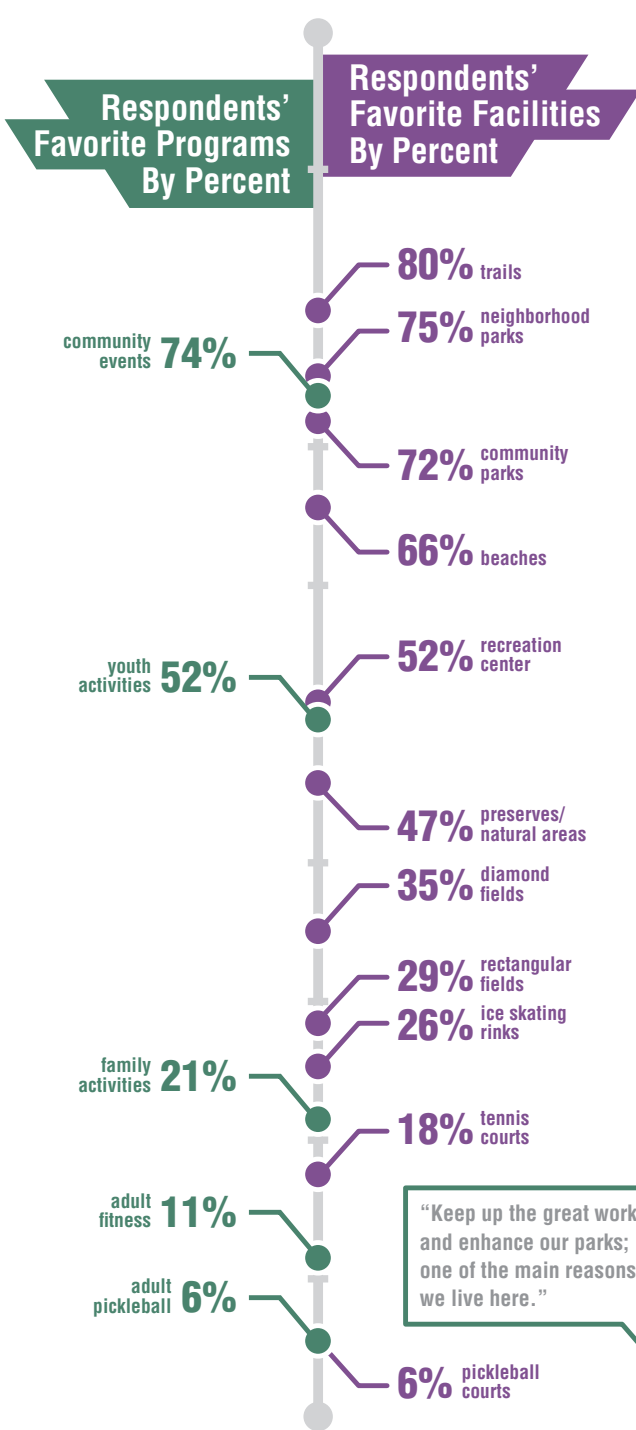 Respondents’
Favorite Programs
By Percent
Respondents’
Favorite Facilities
By Percent
80% trails
75% neighborhood
parks
community
events 74%
72% community
parks
66% beaches
52% recreation
center
youth
activities 52%
47% preserves/
natural areas
35% diamond
fields
29% rectangular
fields
26% ice skating
rinks
family
activities 21%
18% tennis
courts
adult
fitness 11%
“Keep up the great work
and enhance our parks;
one of the main reasons
we live here.”
adult
pickleball 6%
6% pickleball
courts